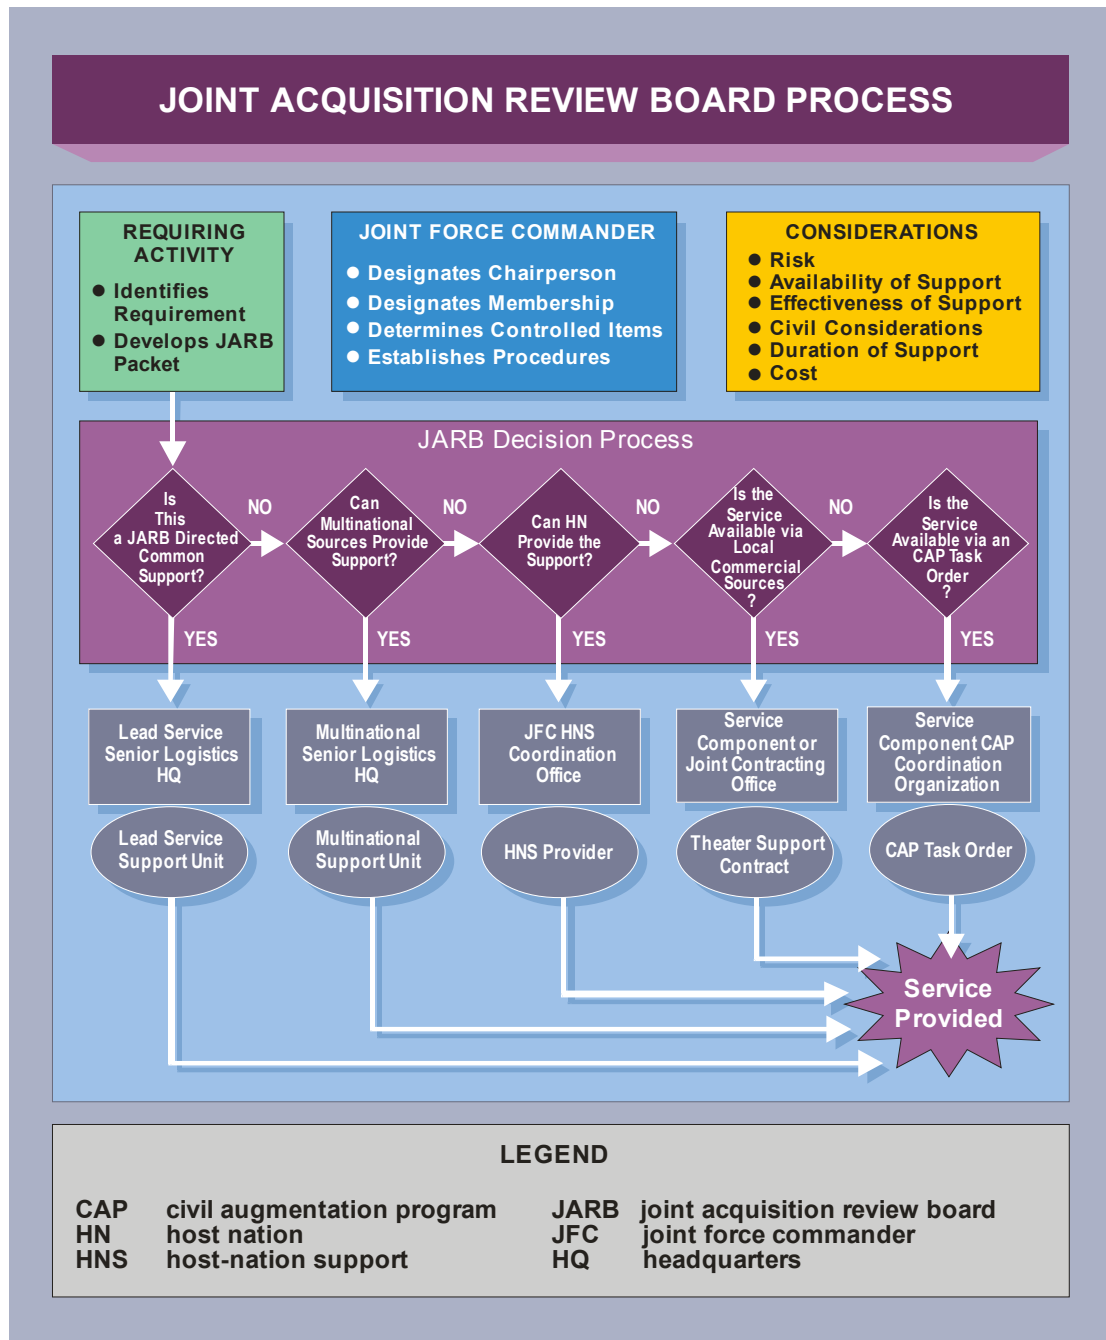 JOINT ACQUISITION REVIEW BOARD PROCESS
REQUIRING
ACTIVITY
● Identifies
Requirement
● Develops JARB
Packet
JOINT FORCE COMMANDER
● Designates Chairperson
● Designates Membership
● Determines Controlled Items
● Establishes Procedures
CONSIDERATIONS
● Risk
● Availability of Support
● Effectiveness of Support
● Civil Considerations
● Duration of Support
● Cost
JARB Decision Process
Is
This
a JARB Directed
Common
Support?
NO
Can
Multinational
Sources Provide
Support?
NO
Can HN
Provide the
Support?
NO
Is the
Service
Available via
Local
Commercial
Sources
?
NO
Is the
Service
Available via an
CAP Task
Order
?
YES
YES
YES
YES
YES
Lead Service
Senior Logistics
HQ
Multinational
Senior Logistics
HQ
JFC HNS
Coordination
Office
Service
Component or
Joint Contracting
Office
Service
Component CAP
Coordination
Organization
Lead Service
Support Unit
Multinational
Support Unit
HNS Provider
Theater Support
Contract
CAP Task Order
Service
Provided
LEGEND
CAP civil augmentation program
HN host nation
HNS host-nation support
JARB joint acquisition review board
JFC joint force commander
HQ headquarters